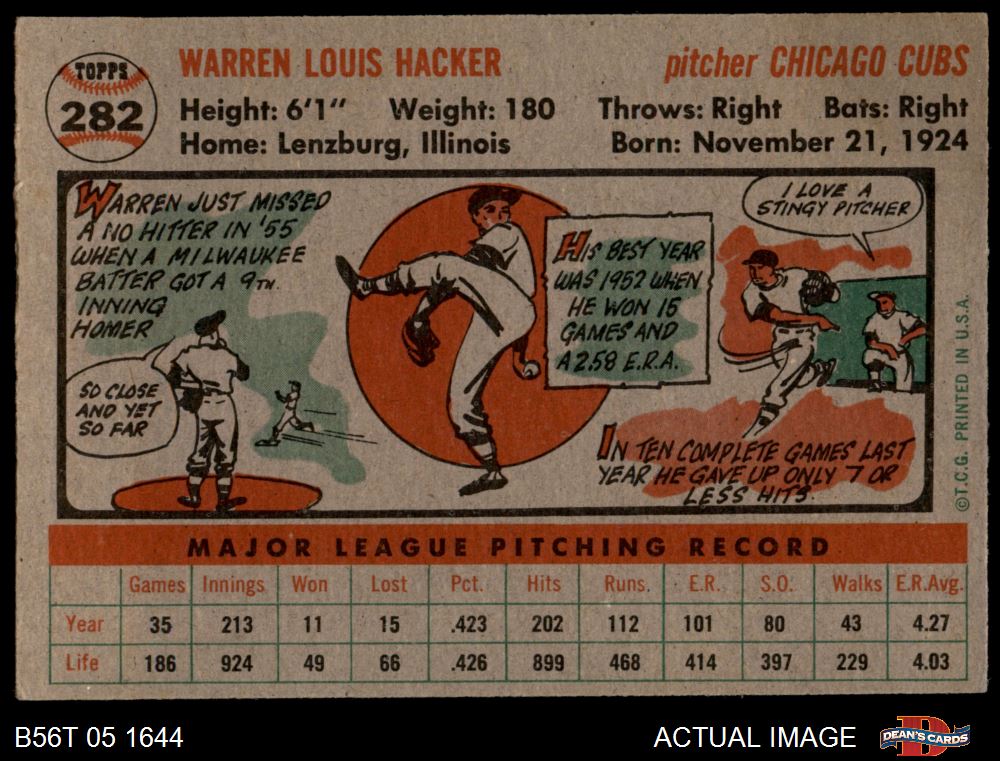 TOPPS
282
WARREN LOUIS HACKER
pitcher CHICAGO CUBS
Height: 6'1" Weight: 180 Throws: Right Bats: Right
Home: Lenzburg, Illinois Born: November 21, 1924
WARREN JUST MISSED
A NO HITTER IN '55
WHEN A MILWAUKEE
BATTER GOT A 9TH.
INNING
HOMER
SO CLOSE
AND YET
SO FAR
HIS BEST YEAR
WAS 1952 WHEN
HE WON 15
GAMES AND
A 2.58 E.R.A.
I LOVE A
STINGY PITCHER
IN TEN COMPLETE GAMES LAST
YEAR HE GAVE UP ONLY 7 OR
LESS HITS.
©T.C.G. PRINTED IN U.S.A.
MAJOR LEAGUE PITCHING RECORD
Games Innings Won Lost Pct. Hits Runs. E.R. S.O. Walks E.R.Avg.
Year 35 213 11 15 .423 202 112 101 80 43 4.27
Life 186 924 49 66 .426 899 468 414 397 229 4.03
B56T 05 1644
ACTUAL IMAGE
DEAN'S CARDS